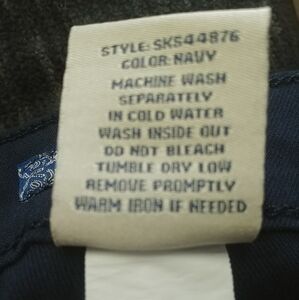 STYLE: SKS44876
COLOR: NAVY
MACHINE WASH
SEPARATELY
IN COLD WATER
WASH INSIDE OUT
DO NOT BLEACH
TUMBLE DRY LOW
REMOVE PROMPTLY
WARM IRON IF NEEDED